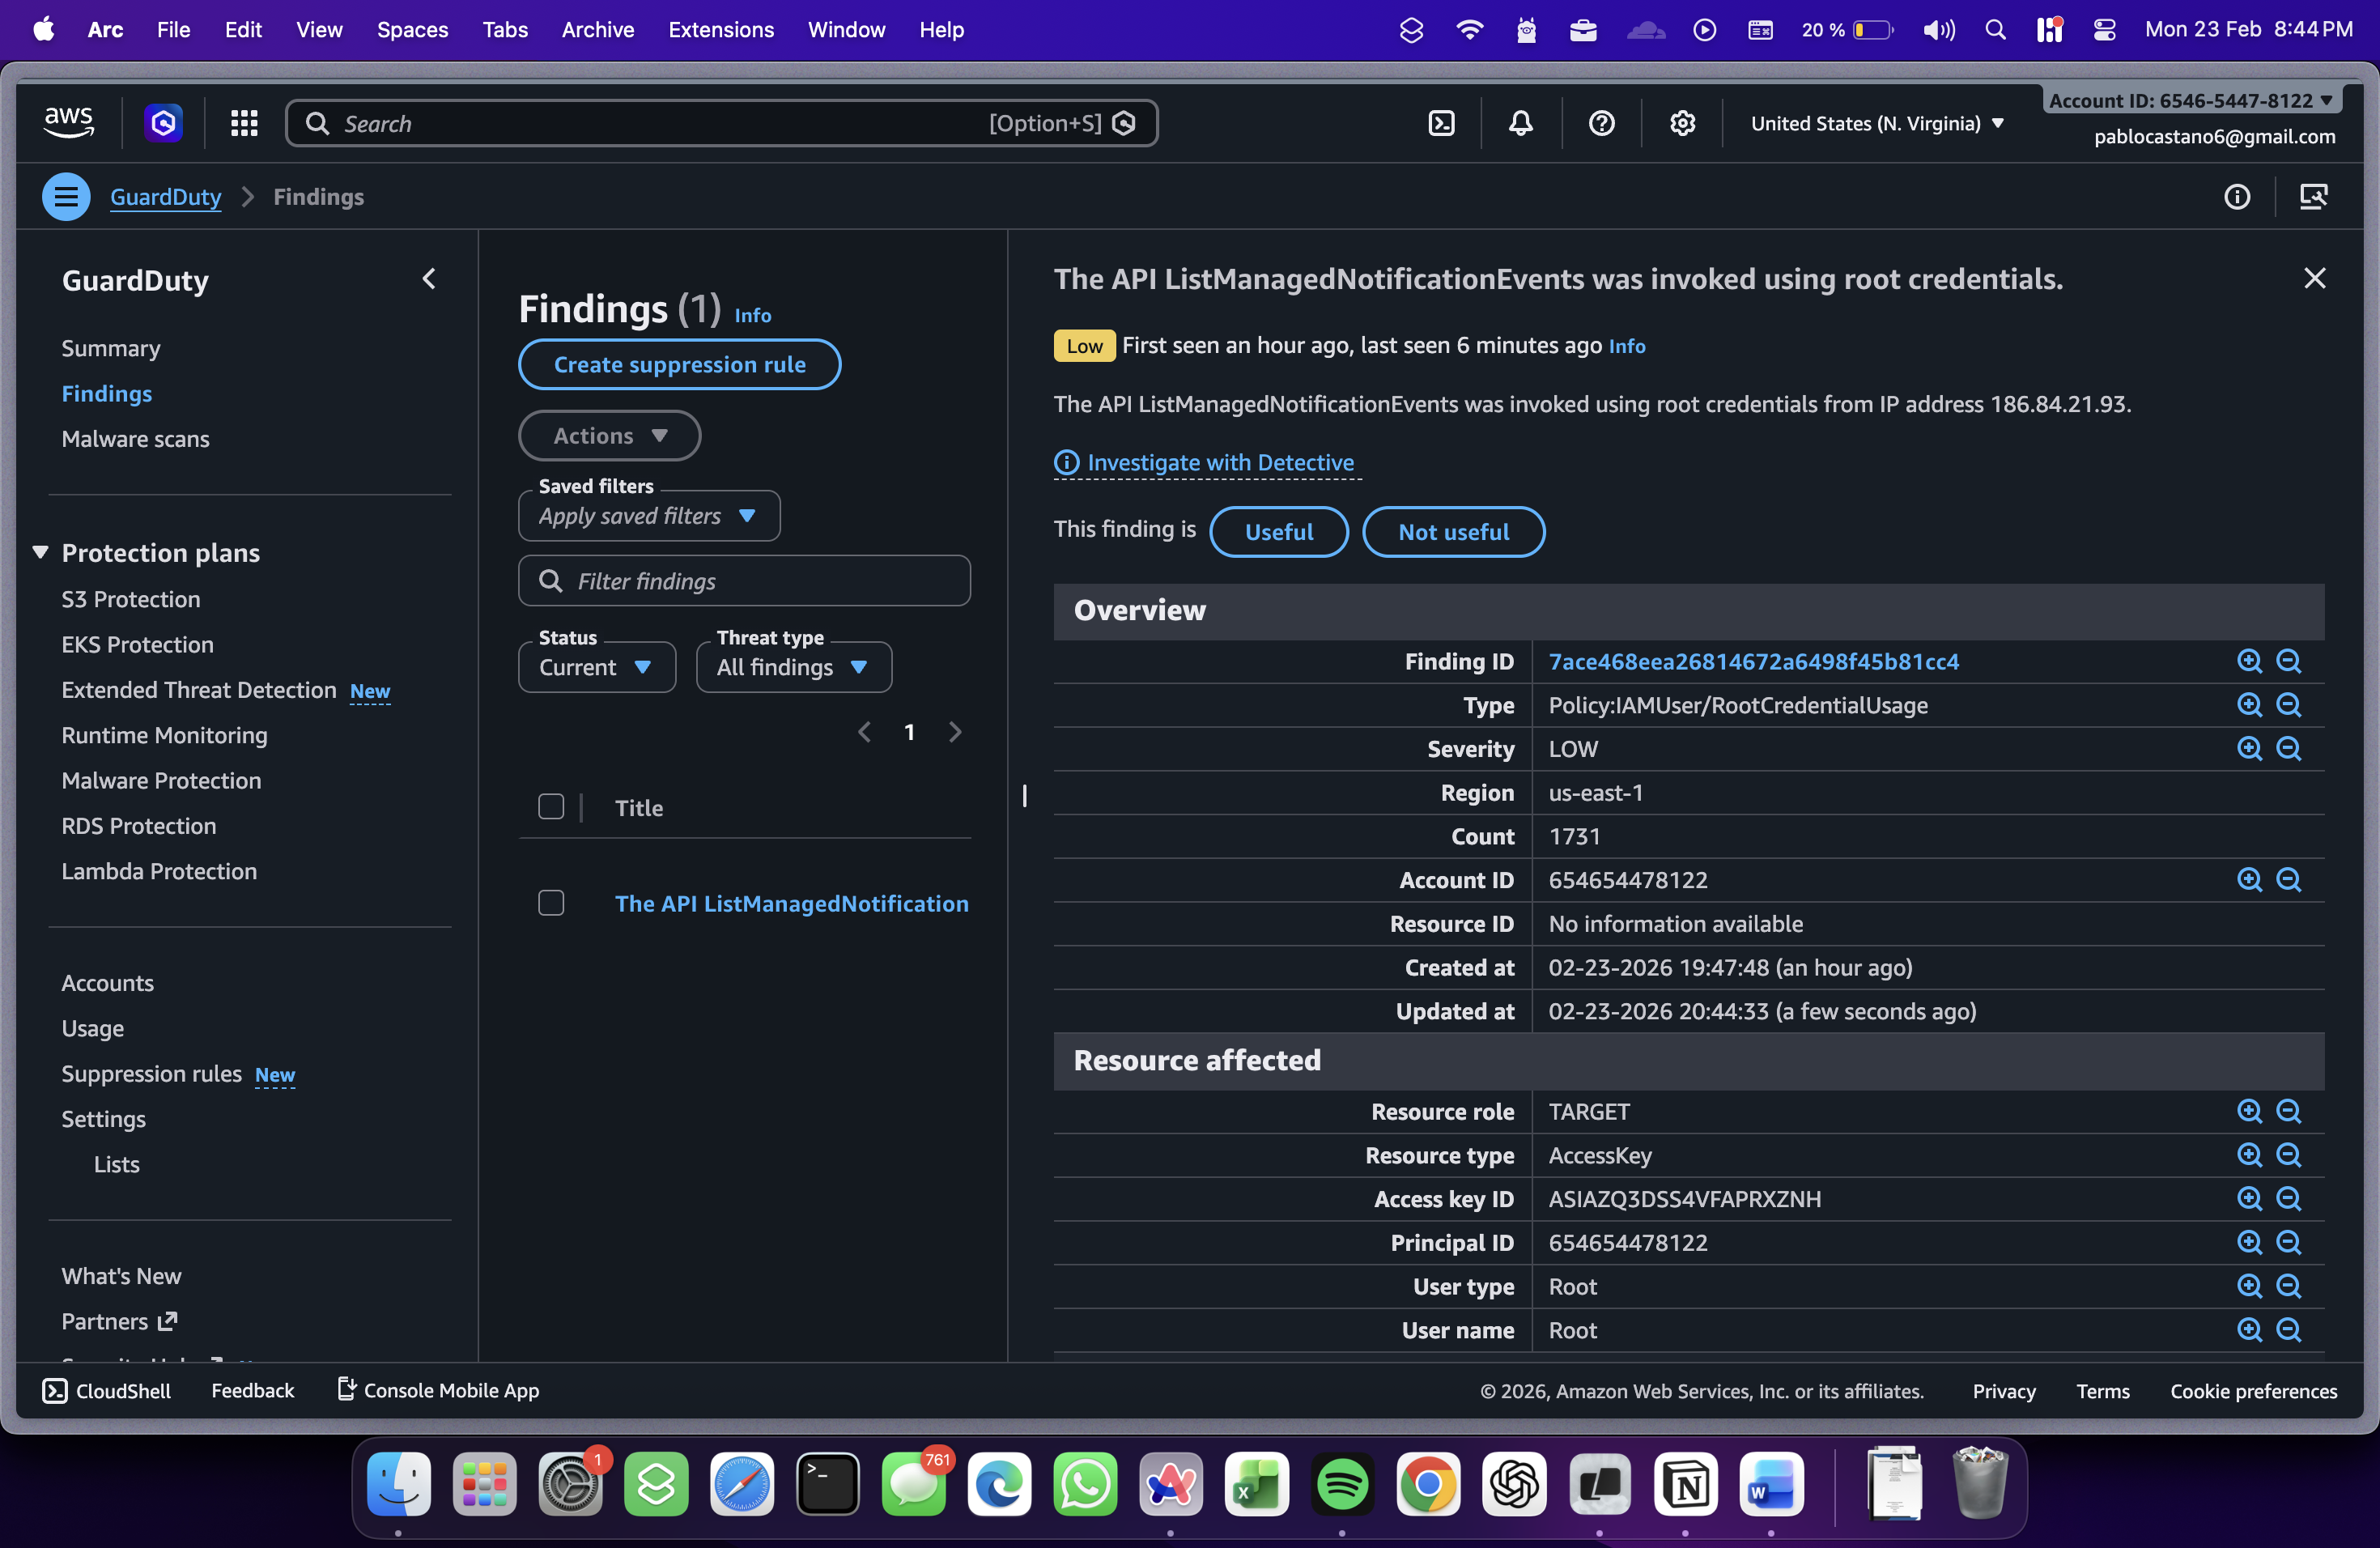 Arc File Edit View Spaces Tabs Archive Extensions Window Help 20 % Mon 23 Feb 8:44 PM
aws
Search [Option+S]
United States (N. Virginia)
Account ID: 6546-5447-8122
pablocastano6@gmail.com
GuardDuty Findings
GuardDuty
Summary
Findings
Malware scans
Protection plans
S3 Protection
EKS Protection
Extended Threat Detection New
Runtime Monitoring
Malware Protection
RDS Protection
Lambda Protection
Accounts
Usage
Suppression rules New
Settings
Lists
What's New
Partners
Findings (1) Info
Create suppression rule
Actions
Saved filters
Apply saved filters
Filter findings
Status
Current
Threat type
All findings
1
Title
The API ListManagedNotification
The API ListManagedNotificationEvents was invoked using root credentials.
Low First seen an hour ago, last seen 6 minutes ago Info
The API ListManagedNotificationEvents was invoked using root credentials from IP address 186.84.21.93.
Investigate with Detective
This finding is Useful Not useful
Overview
Finding ID 7ace468eea26814672a6498f45b81cc4
Type Policy:IAMUser/RootCredentialUsage
Severity LOW
Region us-east-1
Count 1731
Account ID 654654478122
Resource ID No information available
Created at 02-23-2026 19:47:48 (an hour ago)
Updated at 02-23-2026 20:44:33 (a few seconds ago)
Resource affected
Resource role TARGET
Resource type AccessKey
Access key ID ASIAZQ3DSS4VFAPRXZNH
Principal ID 654654478122
User type Root
User name Root
CloudShell Feedback Console Mobile App
© 2026, Amazon Web Services, Inc. or its affiliates. Privacy Terms Cookie preferences
1
761